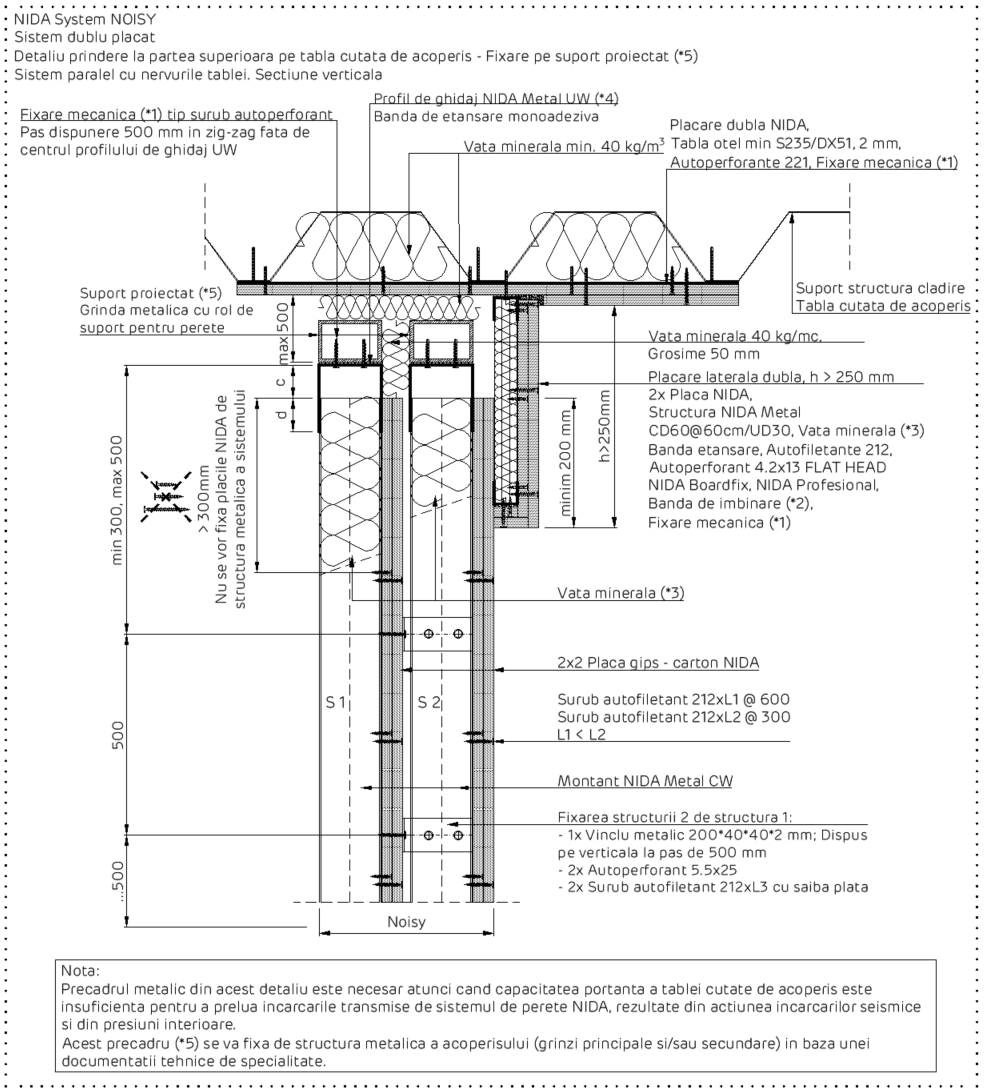 NIDA System NOISY
Sistem dublu placat
Detaliu prindere la partea superioara pe tabla cutata de acoperis - Fixare pe suport proiectat (*5)
Sistem paralel cu nervurile tablei. Sectiune verticala
Fixare mecanica (*1) tip surub autoperforant
Pas dispunere 500 mm in zig-zag fata de
centrul profilului de ghidaj UW
Profil de ghidaj NIDA Metal UW (*4)
Banda de etansare monoadeziva
Vata minerala min. 40 kg/m³
Placare dubla NIDA,
Tabla otel min S235/DX51, 2 mm,
Autoperforante 221, Fixare mecanica (*1)
Suport proiectat (*5)
Grinda metalica cu rol de
suport pentru perete
Suport structura cladire
Tabla cutata de acoperis
max 500
c
d
min 300, max 500
> 300mm
Nu se vor fixa placile NIDA de
structura metalica a sistemului
minim 200 mm
h>250mm
Vata minerala 40 kg/mc,
Grosime 50 mm
Placare laterala dubla, h > 250 mm
2x Placa NIDA,
Structura NIDA Metal
CD60@60cm/UD30, Vata minerala (*3)
Banda etansare, Autofiletante 212,
Autoperforant 4.2x13 FLAT HEAD
NIDA Boardfix, NIDA Profesional,
Banda de imbinare (*2),
Fixare mecanica (*1)
Vata minerala (*3)
2x2 Placa gips - carton NIDA
S 1
S 2
Surub autofiletant 212xL1 @ 600
Surub autofiletant 212xL2 @ 300
L1 < L2
500
Montant NIDA Metal CW
Fixarea structurii 2 de structura 1:
- 1x Vinclu metalic 200*40*40*2 mm; Dispus
pe verticala la pas de 500 mm
- 2x Autoperforant 5.5x25
- 2x Surub autofiletant 212xL3 cu saiba plata
...500
Noisy
Nota:
Precadrul metalic din acest detaliu este necesar atunci cand capacitatea portanta a tablei cutate de acoperis este
insuficienta pentru a prelua incarcarile transmise de sistemul de perete NIDA, rezultate din actiunea incarcarilor seismice
si din presiuni interioare.
Acest precadru (*5) se va fixa de structura metalica a acoperisului (grinzi principale si/sau secundare) in baza unei
documentatii tehnice de specialitate.